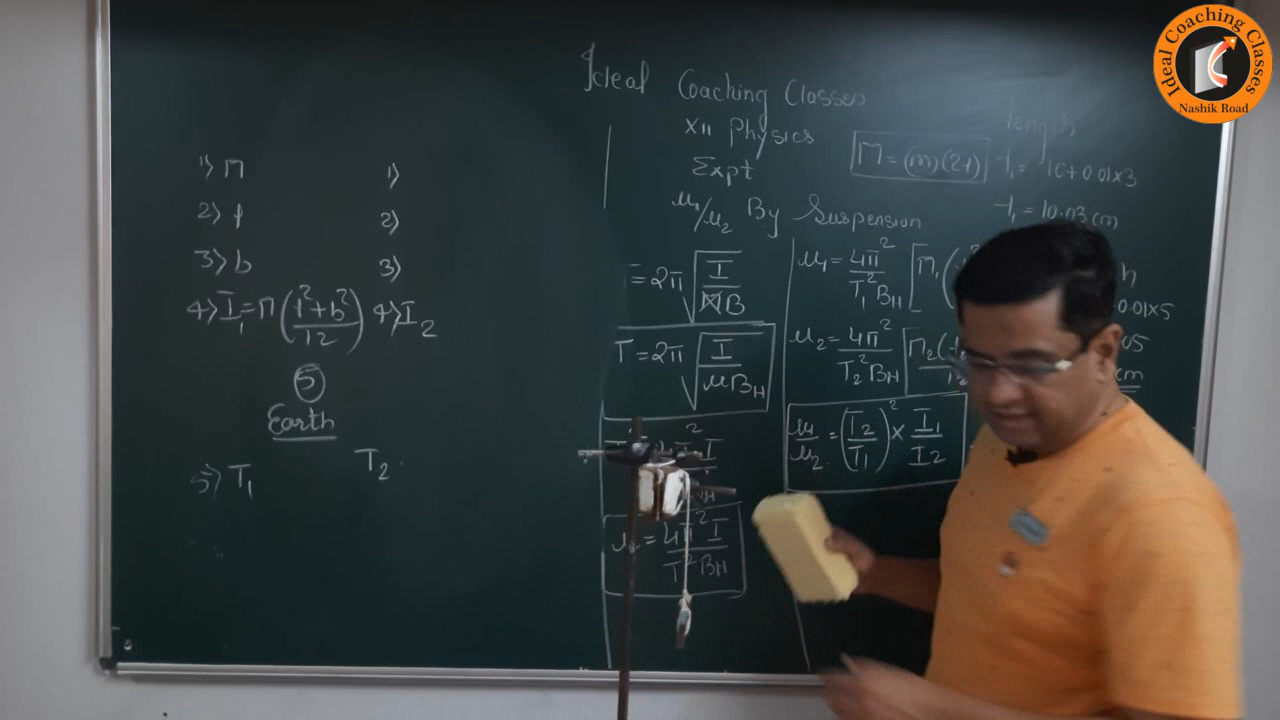 Ideal Coaching Classes
Nashik Road
Ideal Coaching Classes
XII Physics
Expt
μ1/μ2 By Suspension
M = (m)(2l)
length
l1 = 10+0.01×3
l1 = 10.03 cm
0.01×5
cm
1) M
2) l
3) b
4) I1 = M((l²+b²)/12)
1)
2)
3)
4) I2
5
Earth
5) T1
T2
= 2π√(I/MB)
T = 2π√(I/μBH)
μ = 4π²I/T²BH
μ1 = 4π²/T1²BH [M1(
μ2 = 4π²/T2²BH [M2(
μ1/μ2 = (T2/T1)² × I1/I2